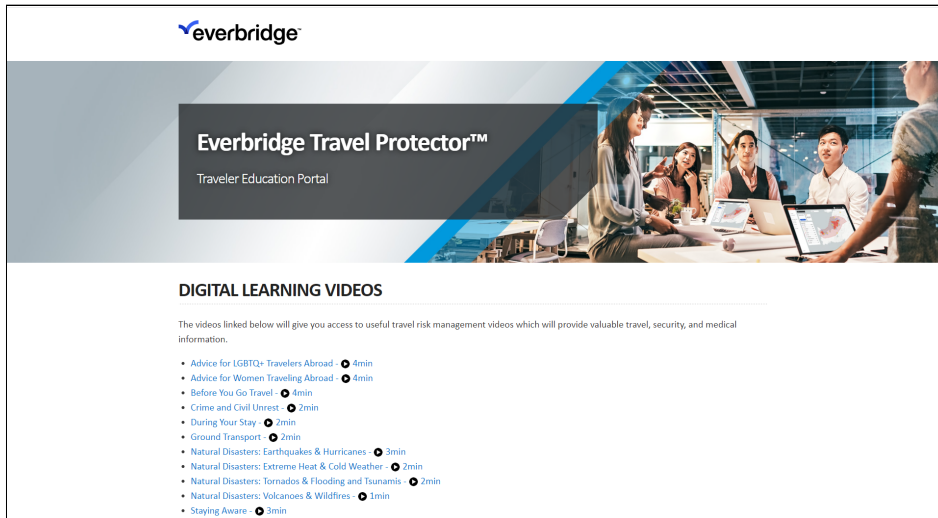 everbridge™
Everbridge Travel Protector™
Traveler Education Portal
DIGITAL LEARNING VIDEOS
The videos linked below will give you access to useful travel risk management videos which will provide valuable travel, security, and medical
information.
• Advice for LGBTQ+ Travelers Abroad - 4min
• Advice for Women Traveling Abroad - 4min
• Before You Go Travel - 4min
• Crime and Civil Unrest - 2min
• During Your Stay - 2min
• Ground Transport - 2min
• Natural Disasters: Earthquakes & Hurricanes - 3min
• Natural Disasters: Extreme Heat & Cold Weather - 2min
• Natural Disasters: Tornados & Flooding and Tsunamis - 2min
• Natural Disasters: Volcanoes & Wildfires - 1min
• Staying Aware - 3min